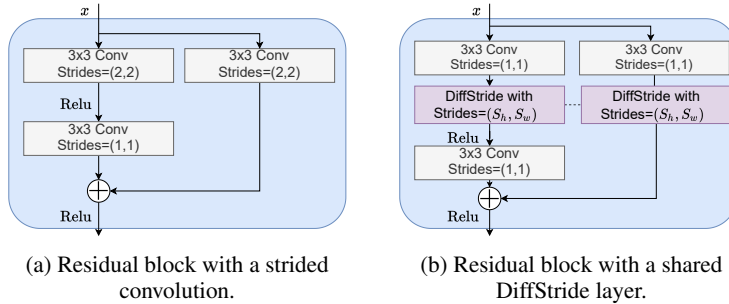 x
3x3 Conv
Strides=(2,2)
3x3 Conv
Strides=(2,2)
Relu
3x3 Conv
Strides=(1,1)
Relu
(a) Residual block with a strided
convolution.
x
3x3 Conv
Strides=(1,1)
3x3 Conv
Strides=(1,1)
DiffStride with
Strides=(S_h, S_w)
DiffStride with
Strides=(S_h, S_w)
Relu
3x3 Conv
Strides=(1,1)
Relu
(b) Residual block with a shared
DiffStride layer.